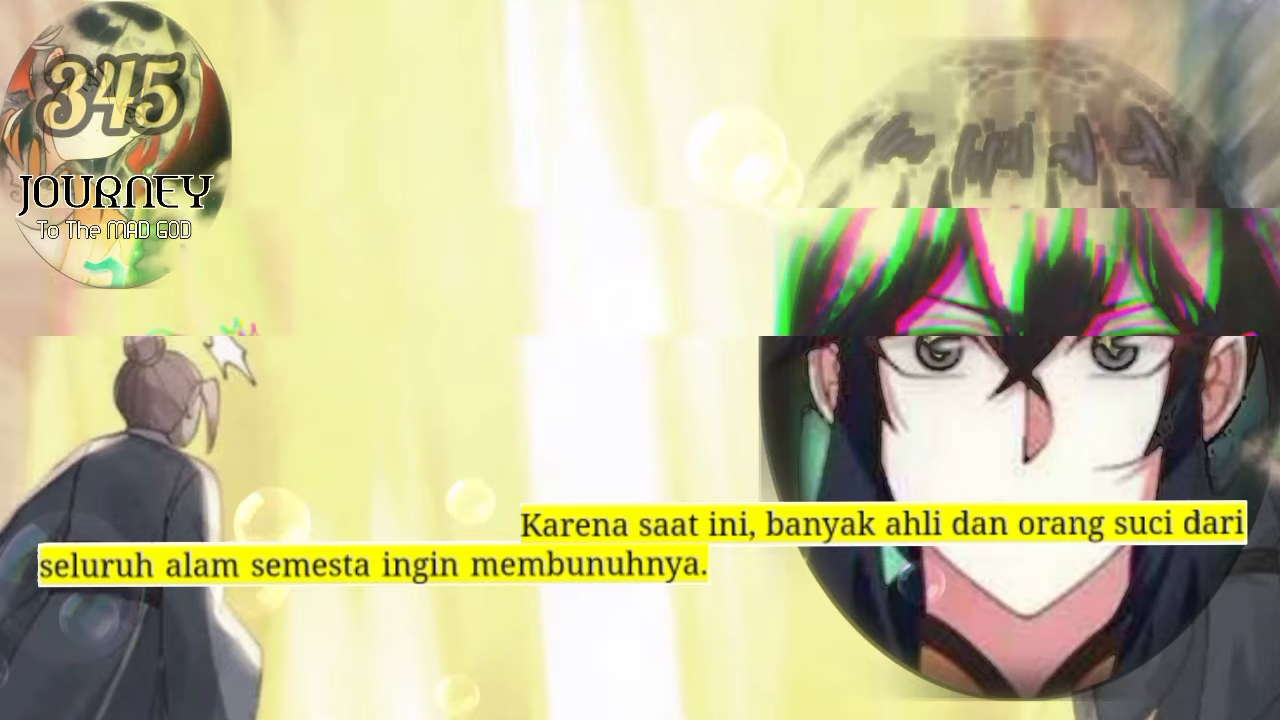 345
JOURNEY
To The MAD GOD
Karena saat ini, banyak ahli dan orang suci dari
seluruh alam semesta ingin membunuhnya.